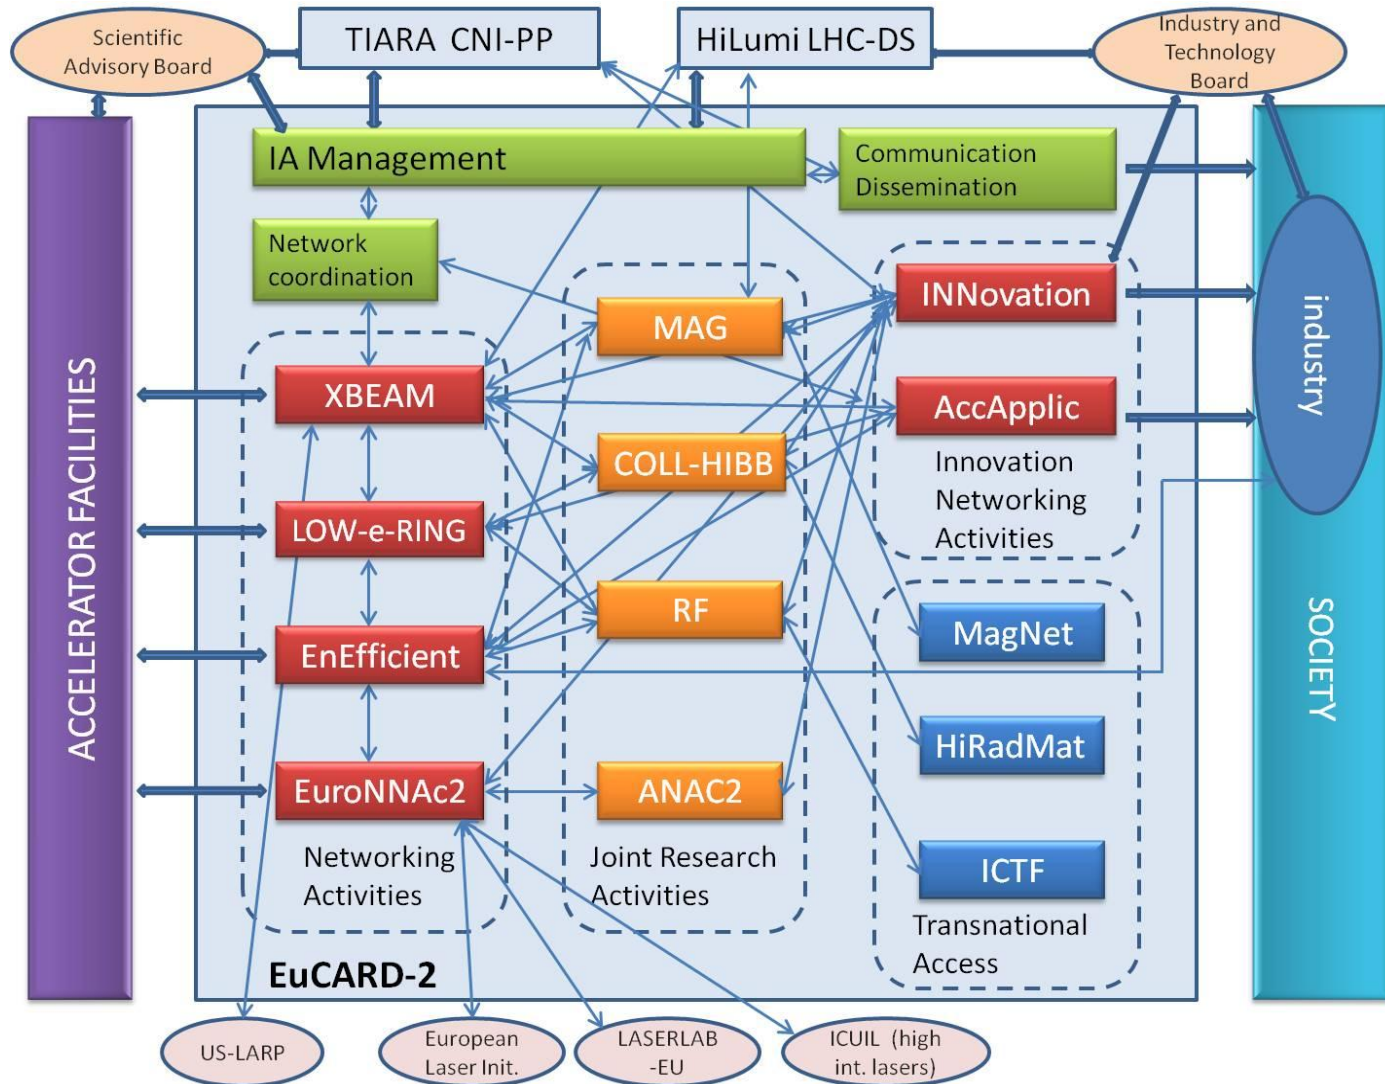 Scientific
Advisory Board
TIARA CNI-PP
HiLumi LHC-DS
Industry and
Technology
Board
IA Management
Communication
Dissemination
Network
coordination
ACCELERATOR FACILITIES
XBEAM
LOW-e-RING
EnEfficient
EuroNNAc2
Networking
Activities
MAG
COLL-HIBB
RF
ANAC2
Joint Research
Activities
INNovation
AccApplic
Innovation
Networking
Activities
MagNet
HiRadMat
ICTF
Transnational
Access
industry
SOCIETY
EuCARD-2
US-LARP
European
Laser Init.
LASERLAB
-EU
ICUIL (high
int. lasers)